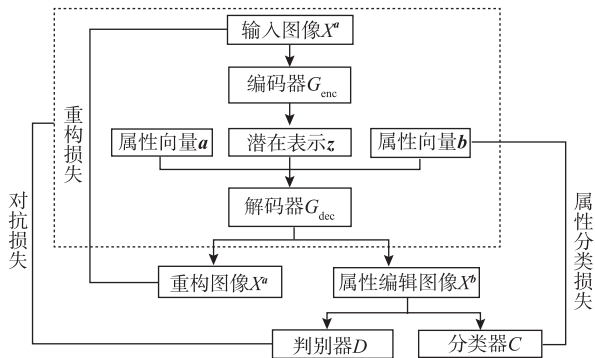 输入图像Xᵃ
编码器G_enc
重构损失
属性向量a
潜在表示z
属性向量b
对抗损失
解码器G_dec
属性分类损失
重构图像Xᵃ
属性编辑图像Xᵇ
判别器D
分类器C